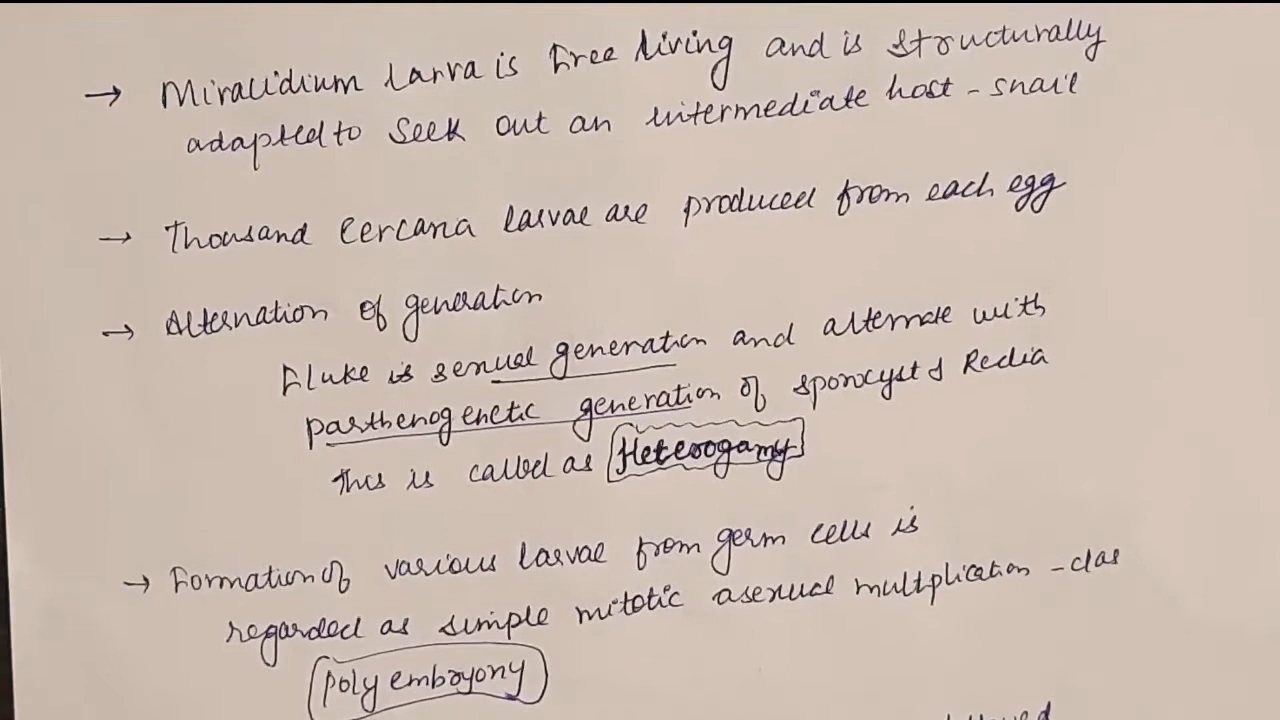 → Miracidium larva is Free living and is structurally
adapted to seek out an intermediate host - snail
→ Thousand Cercaria larvae are produced from each egg
→ Alternation of generation
Fluke is sexual generation and alternate with
parthenogenetic generation of sporocyst & Redia
This is called as Heterogamy
→ Formation of various larvae from germ cells is
regarded as simple mitotic asexual multplication - clas
poly embryony